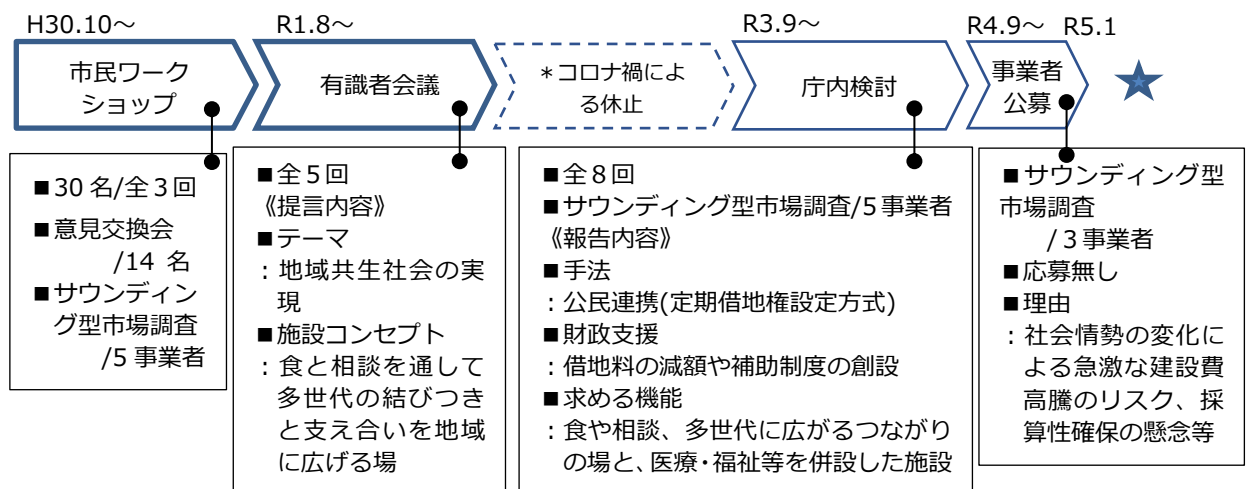 H30.10～
R1.8～
R3.9～
R4.9～ R5.1
市民ワーク
ショップ
有識者会議
＊コロナ禍によ
る休止
庁内検討
事業者
公募
■30 名/全３回
■意見交換会
/14 名
■サウンディン
グ型市場調査
/5 事業者
■全５回
《提言内容》
■テーマ
：地域共生社会の実
現
■施設コンセプト
：食と相談を通して
多世代の結びつき
と支え合いを地域
に広げる場
■全８回
■サウンディング型市場調査/5 事業者
《報告内容》
■手法
：公民連携(定期借地権設定方式)
■財政支援
：借地料の減額や補助制度の創設
■求める機能
：食や相談、多世代に広がるつながり
の場と、医療・福祉等を併設した施設
■サウンディング型
市場調査
/３事業者
■応募無し
■理由
：社会情勢の変化に
よる急激な建設費
高騰のリスク、採
算性確保の懸念等